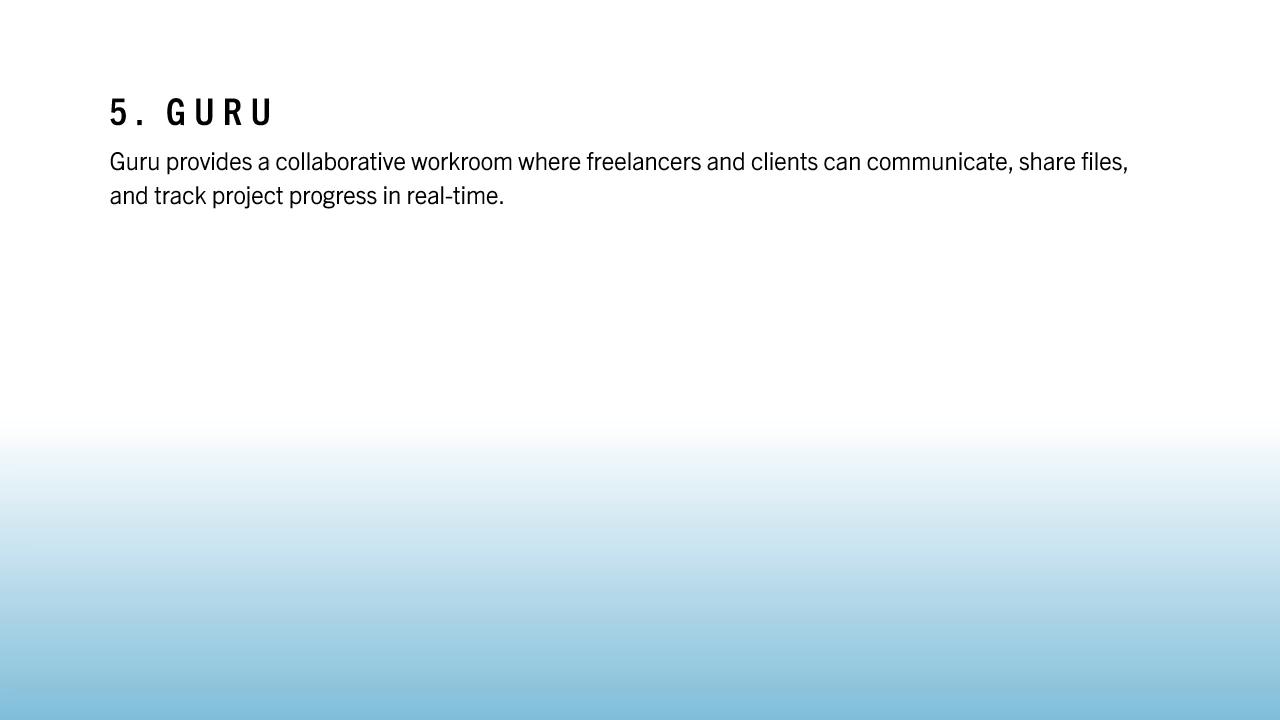 5. GURU
Guru provides a collaborative workroom where freelancers and clients can communicate, share files,
and track project progress in real-time.